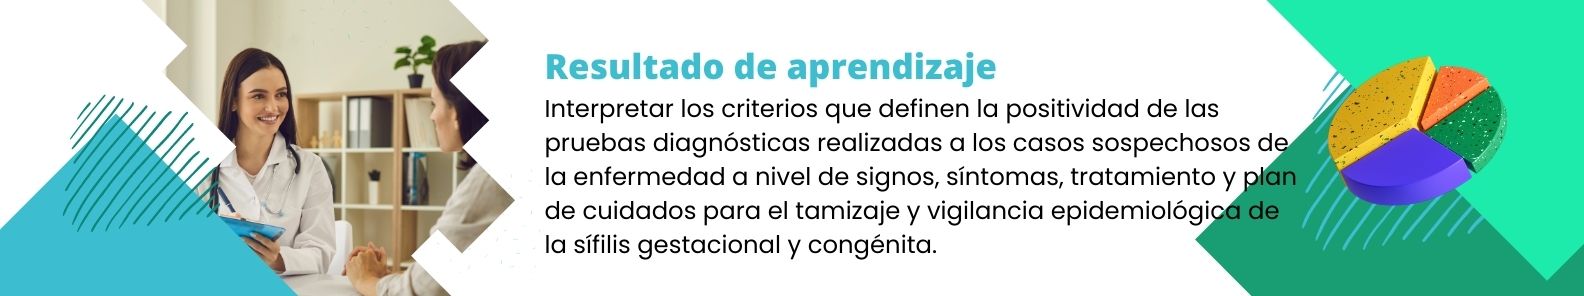 Resultado de aprendizaje
Interpretar los criterios que definen la positividad de las
pruebas diagnósticas realizadas a los casos sospechosos de
la enfermedad a nivel de signos, síntomas, tratamiento y plan
de cuidados para el tamizaje y vigilancia epidemiológica de
la sífilis gestacional y congénita.